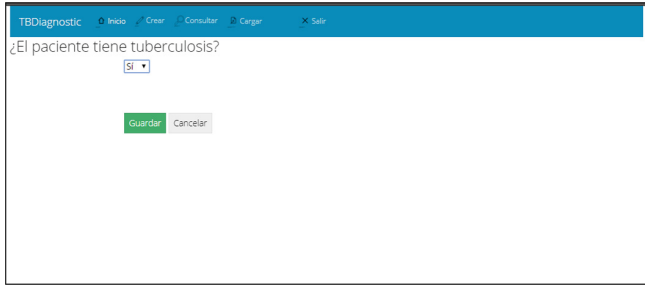 TBDiagnostic Inicio Crear Consultar Cargar Salir
¿El paciente tiene tuberculosis?
Sí
Guardar Cancelar